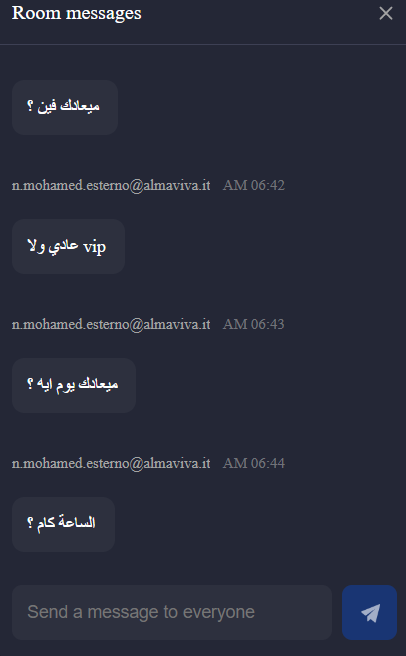 Room messages
ميعادك فين ؟
n.mohamed.esterno@almaviva.it AM 06:42
عادي ولا vip
n.mohamed.esterno@almaviva.it AM 06:43
ميعادك يوم ايه ؟
n.mohamed.esterno@almaviva.it AM 06:44
الساعة كام ؟
Send a message to everyone